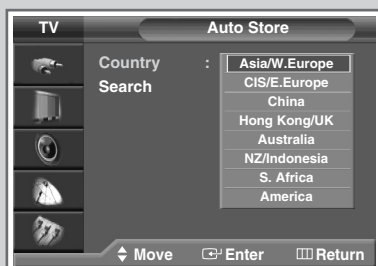 TV Auto Store
Country : Asia/W.Europe
Search CIS/E.Europe
China
Hong Kong/UK
Australia
NZ/Indonesia
S. Africa
America
Move Enter Return